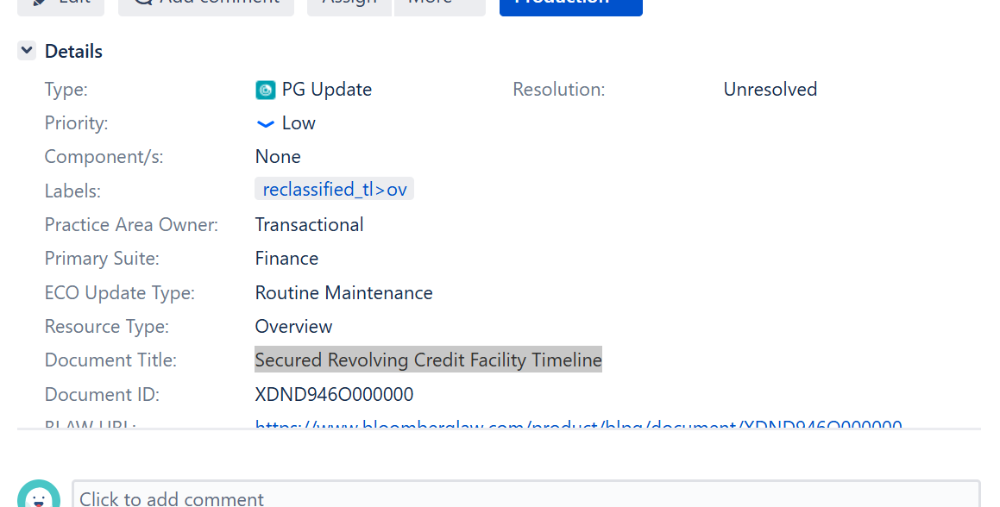 Edit Add comment Assign More Production
Details
Type: PG Update Resolution: Unresolved
Priority: Low
Component/s: None
Labels: reclassified_tl>ov
Practice Area Owner: Transactional
Primary Suite: Finance
ECO Update Type: Routine Maintenance
Resource Type: Overview
Document Title: Secured Revolving Credit Facility Timeline
Document ID: XDND946O000000
BLAW URL: https://www.bloomberglaw.com/product/blpg/document/XDND946O000000
Click to add comment